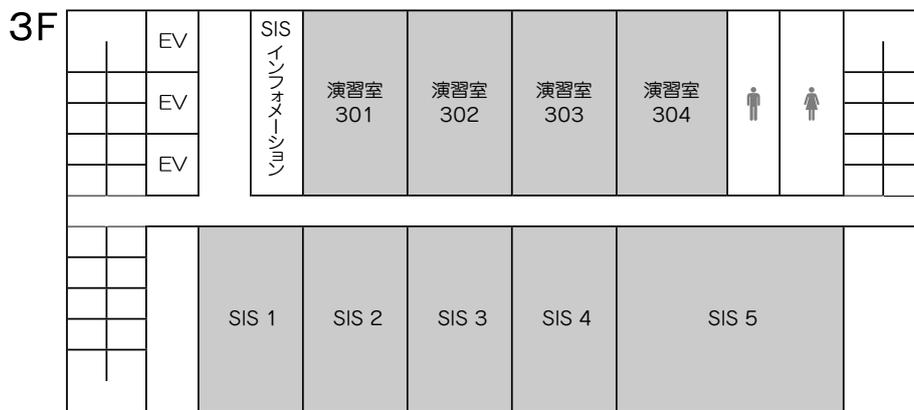 3F
EV
EV
EV
SIS
インフォメーション
演習室
301
演習室
302
演習室
303
演習室
304
SIS 1
SIS 2
SIS 3
SIS 4
SIS 5